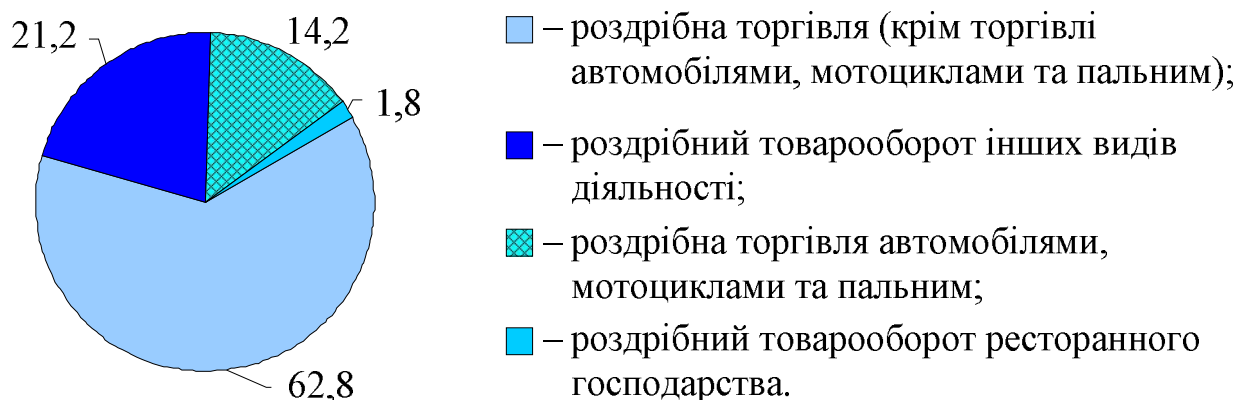 21,2
14,2
1,8
62,8
– роздрібна торгівля (крім торгівлі
автомобілями, мотоциклами та пальним);
– роздрібний товарооборот інших видів
діяльності;
– роздрібна торгівля автомобілями,
мотоциклами та пальним;
– роздрібний товарооборот ресторанного
господарства.